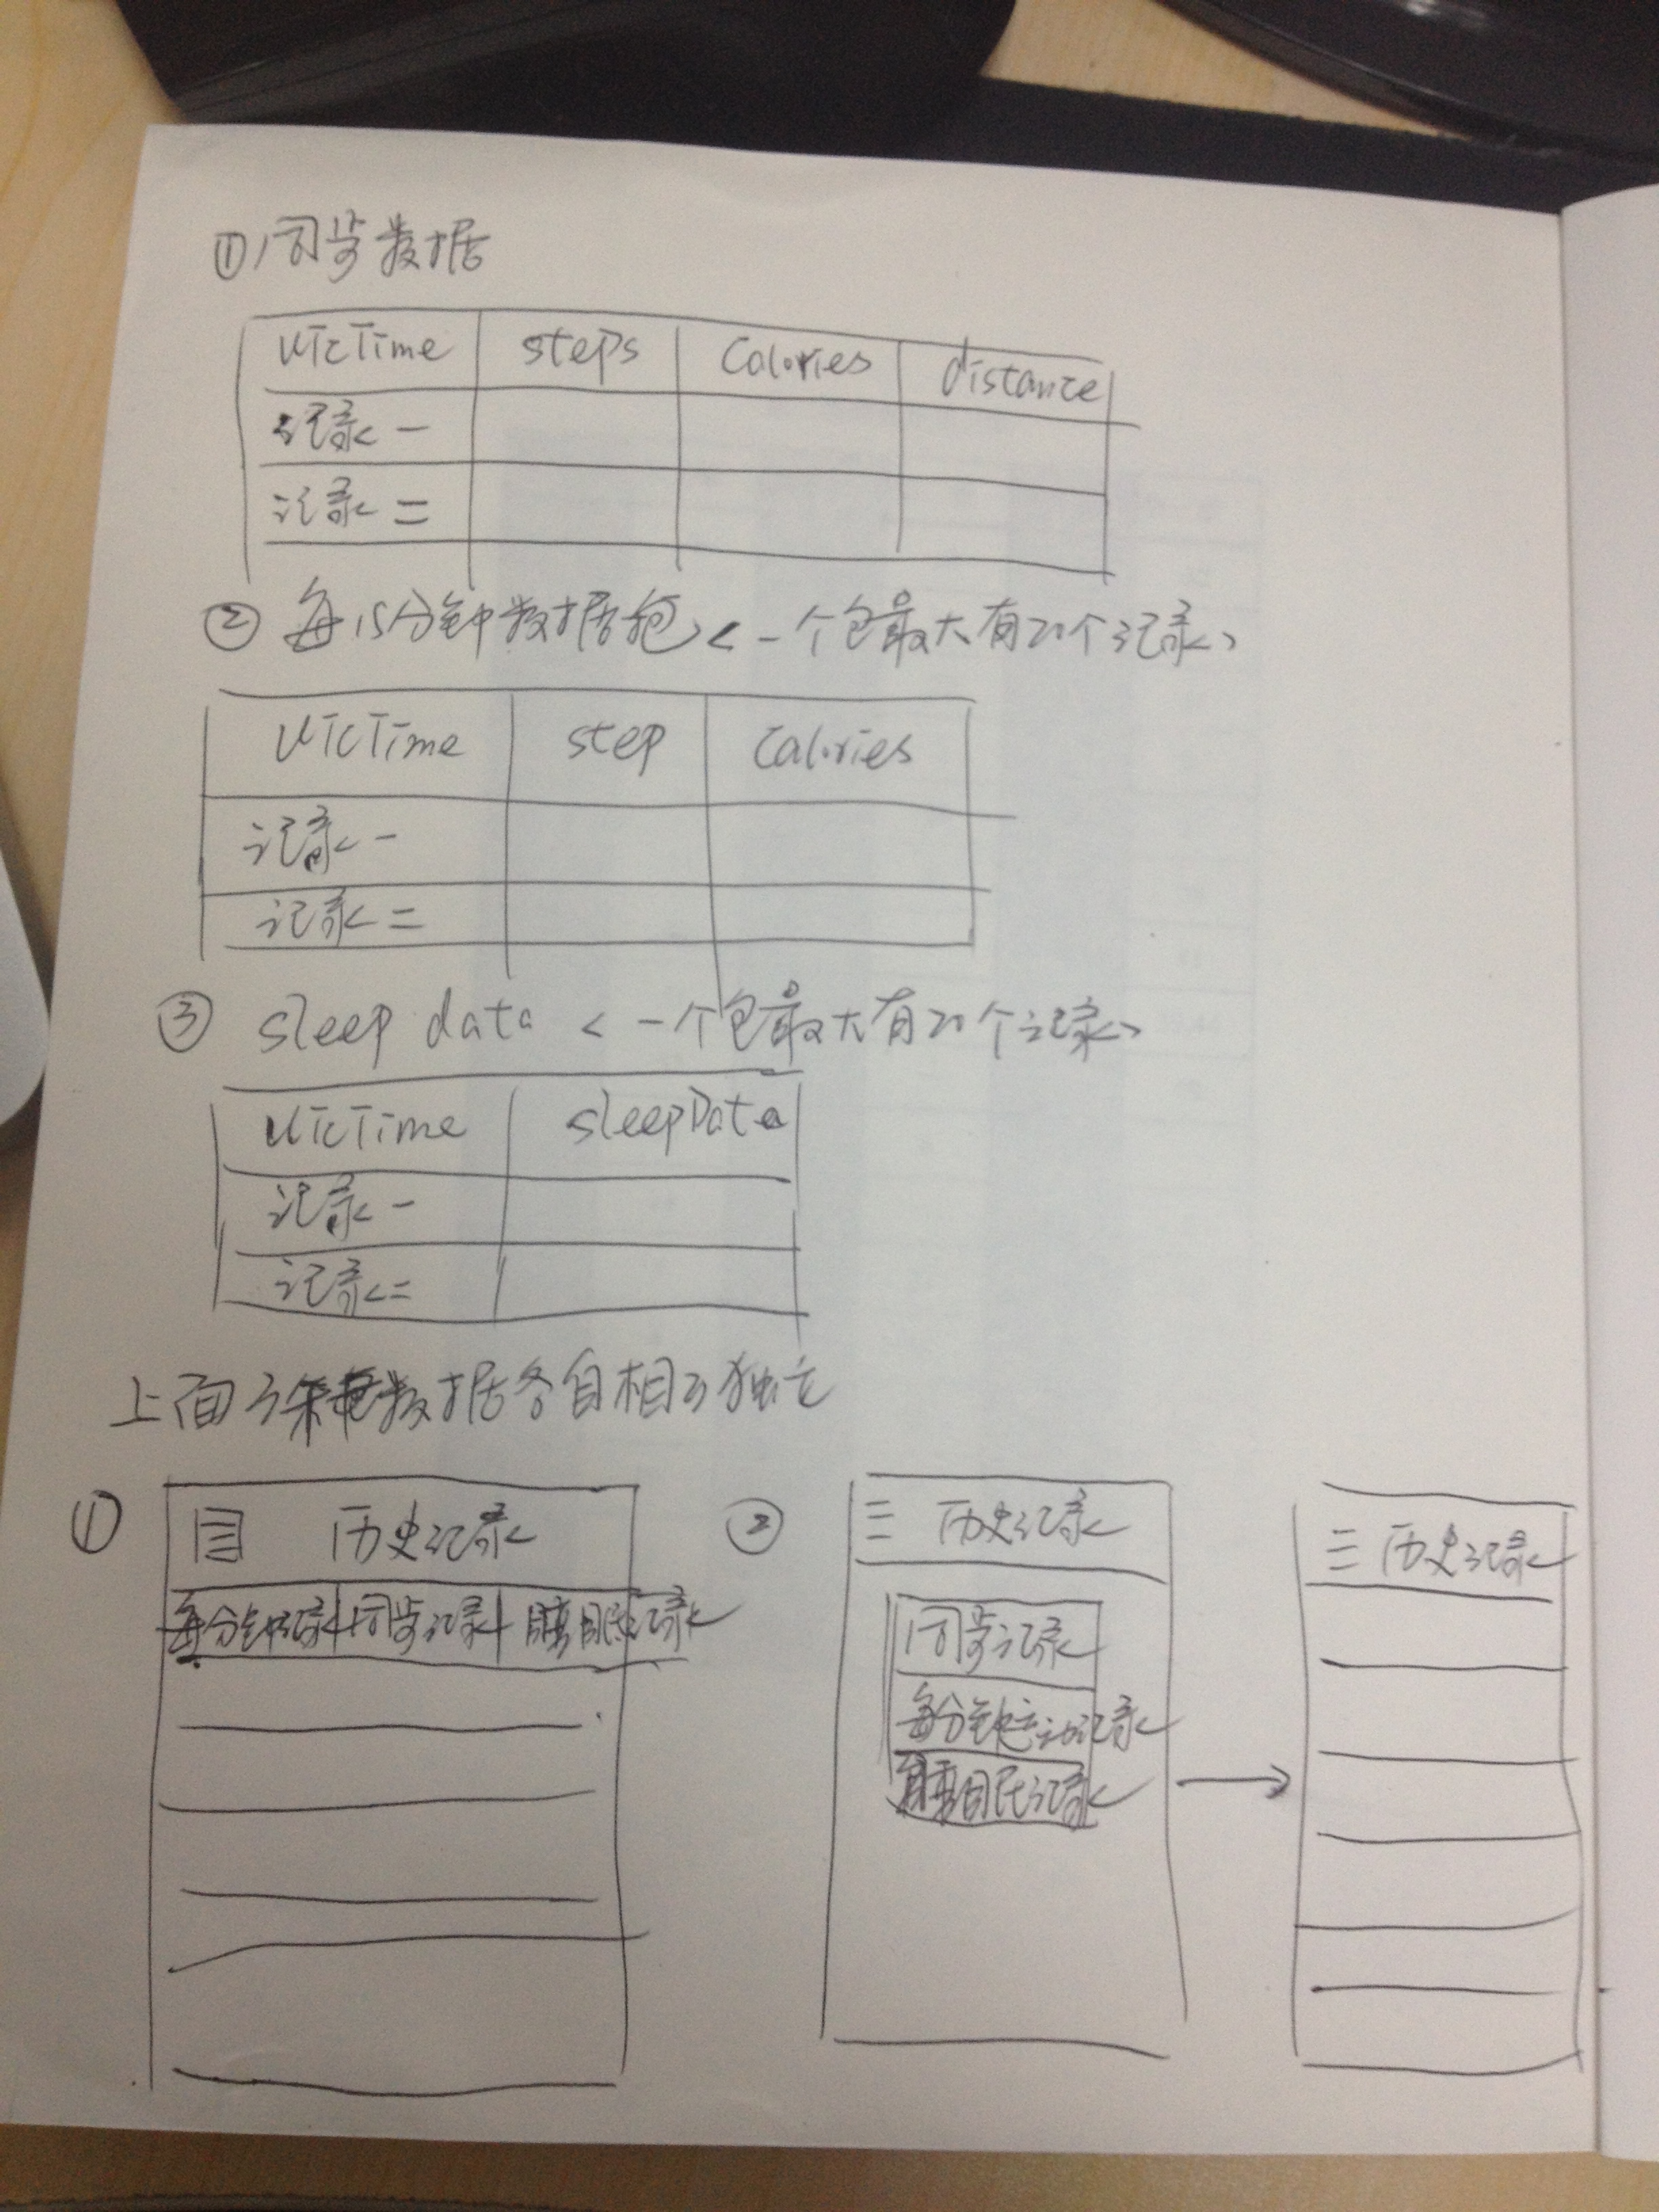 ①同步数据
UTCTime steps Calories distance
记录一
记录二
②每15分钟数据包<一个包最大有20个记录>
UTCTime step Calories
记录一
记录二
③ sleep data <一个包最大有20个记录>
UTCTime sleepData
记录一
记录二
上面三种数据各自相互独立
① 历史记录
每分钟记录 同步记录 睡眠记录
② 历史记录
同步记录
每分钟运动记录
睡眠记录
历史记录